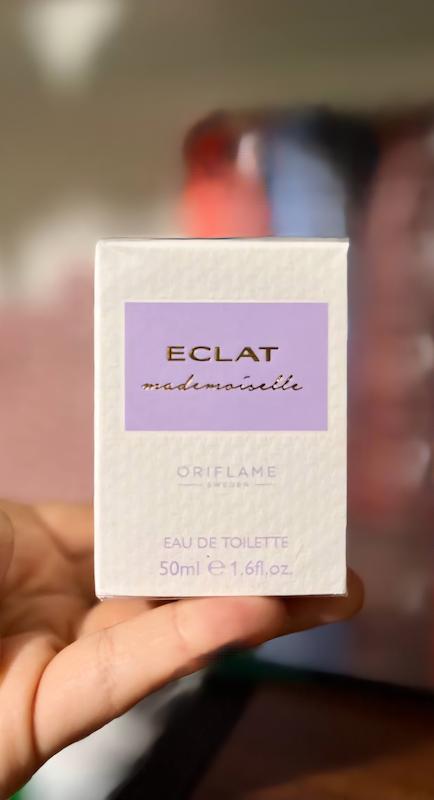 ECLAT
mademoiselle
ORIFLAME
SWEDEN
EAU DE TOILETTE
50ml ℮ 1.6fl.oz.